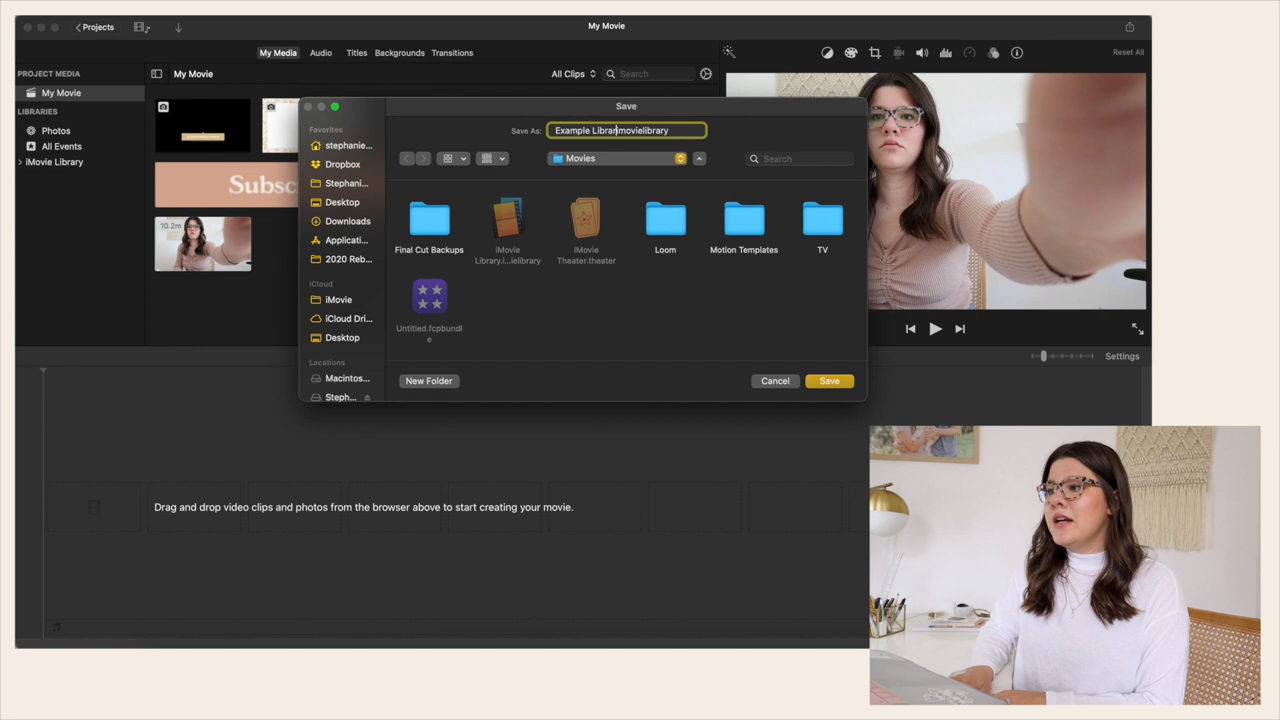 Projects
My Movie
My Media
Audio
Titles
Backgrounds
Transitions
Reset All
PROJECT MEDIA
My Movie
LIBRARIES
Photos
All Events
iMovie Library
My Movie
All Clips
Search
10.2m
Subsc
Save
Save As:
Example Librarimovielibrary
Movies
Search
Favorites
stephanie...
Dropbox
Stephani...
Desktop
Downloads
Applicati...
2020 Reb...
iCloud
iMovie
iCloud Dri...
Desktop
Locations
Macintos...
Steph...
Final Cut Backups
iMovie
Library.i...ielibrary
iMovie
Theater.theater
Loom
Motion Templates
TV
Untitled.fcpbundl
e
New Folder
Cancel
Save
Settings
Drag and drop video clips and photos from the browser above to start creating your movie.